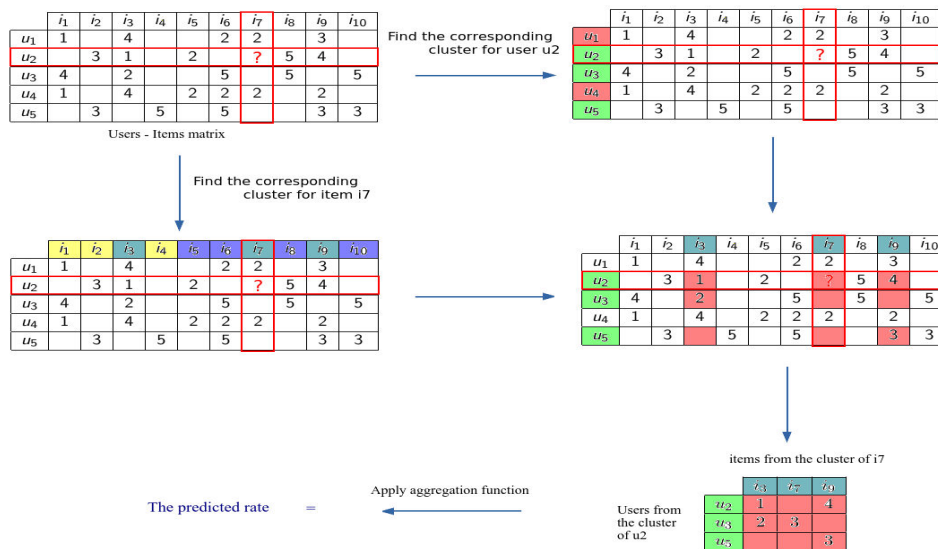 i1 i2 i3 i4 i5 i6 i7 i8 i9 i10
u1 1 4 2 2 3
u2 3 1 2 ? 5 4
u3 4 2 5 5 5
u4 1 4 2 2 2 2
u5 3 5 5 3 3
Users - Items matrix
Find the corresponding
cluster for user u2
i1 i2 i3 i4 i5 i6 i7 i8 i9 i10
u1 1 4 2 2 3
u2 3 1 2 ? 5 4
u3 4 2 5 5 5
u4 1 4 2 2 2 2
u5 3 5 5 3 3
Find the corresponding
cluster for item i7
i1 i2 i3 i4 i5 i6 i7 i8 i9 i10
u1 1 4 2 2 3
u2 3 1 2 ? 5 4
u3 4 2 5 5 5
u4 1 4 2 2 2 2
u5 3 5 5 3 3
i1 i2 i3 i4 i5 i6 i7 i8 i9 i10
u1 1 4 2 2 3
u2 3 1 2 ? 5 4
u3 4 2 5 5 5
u4 1 4 2 2 2 2
u5 3 5 5 3 3
items from the cluster of i7
i3 i7 i9
u2 1 4
u3 2 3
u5 3
Users from
the cluster
of u2
Apply aggregation function
The predicted rate =